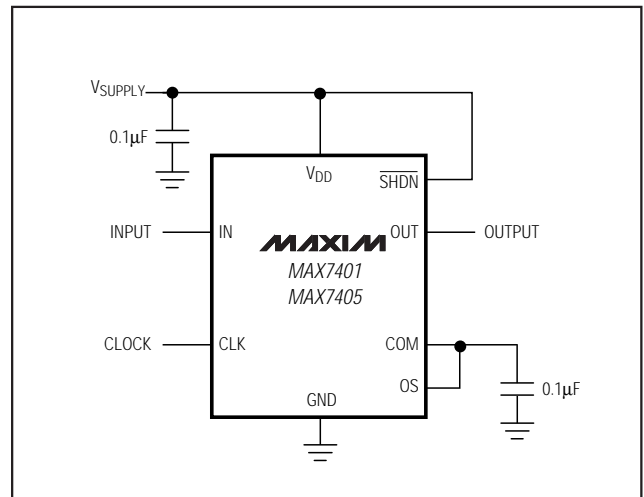 VSUPPLY
0.1μF
VDD
SHDN
INPUT
IN
MAXIM
OUT
OUTPUT
MAX7401
MAX7405
CLOCK
CLK
COM
OS
0.1μF
GND